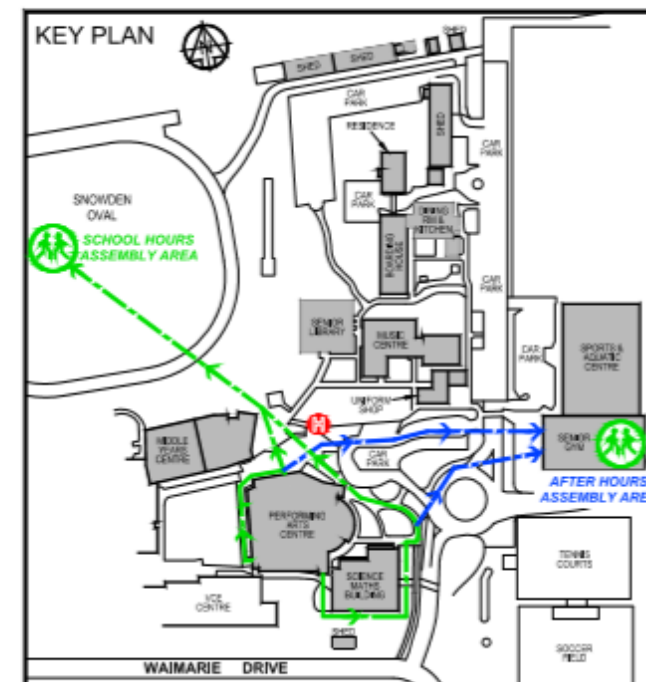 KEY PLAN
N
SHED
SHED
SHED
CAR
PARK
RESIDENCE
SHED
CAR
PARK
SNOWDEN
OVAL
CAR
PARK
DINING
RM &
KITCHEN
SCHOOL HOURS
ASSEMBLY AREA
BOARDING
HOUSE
CAR
PARK
SENIOR
LIBRARY
MUSIC
CENTRE
CAR
PARK
SPORTS &
AQUATIC
CENTRE
UNIFORM
SHOP
H
MIDDLE
YEARS
CENTRE
CAR
PARK
SENIOR
GYM
AFTER HOURS
ASSEMBLY AREA
PERFORMING
ARTS
CENTRE
TENNIS
COURTS
SCIENCE
MATHS
BUILDING
VCE
CENTRE
SHED
SOCCER
FIELD
WAIMARIE DRIVE